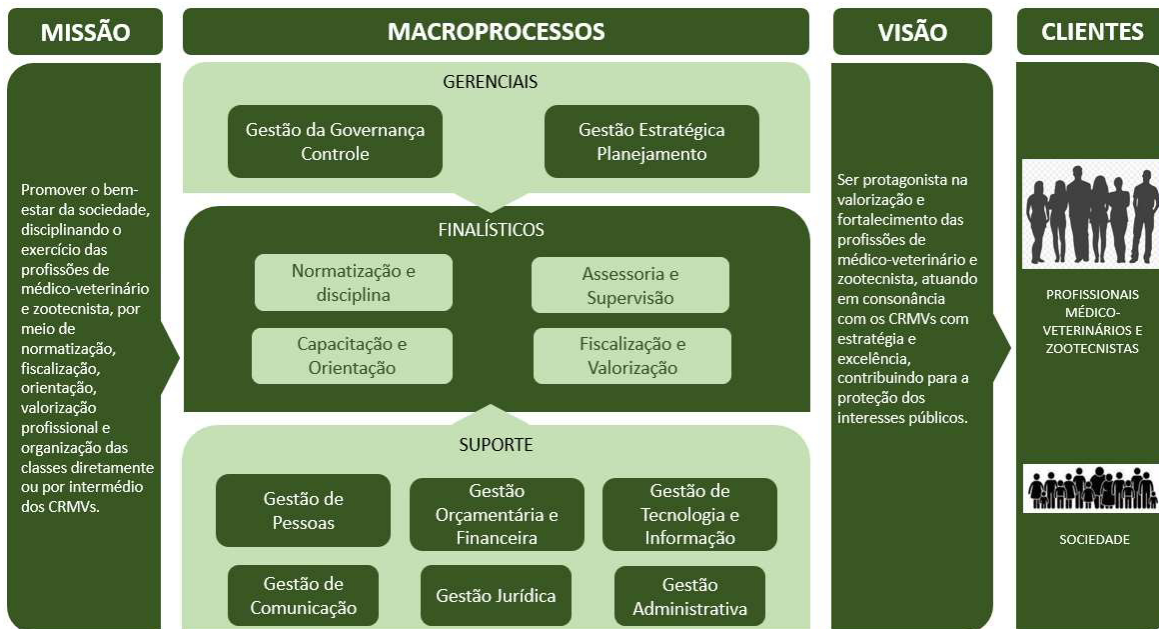 MISSÃO
Promover o bem-
estar da sociedade,
disciplinando o
exercício das
profissões de
médico-veterinário
e zootecnista, por
meio de
normatização,
fiscalização,
orientação,
valorização
profissional e
organização das
classes diretamente
ou por intermédio
dos CRMVs.
MACROPROCESSOS
GERENCIAIS
Gestão da Governança
Controle
Gestão Estratégica
Planejamento
FINALÍSTICOS
Normatização e
disciplina
Assessoria e
Supervisão
Capacitação e
Orientação
Fiscalização e
Valorização
SUPORTE
Gestão de
Pessoas
Gestão
Orçamentária e
Financeira
Gestão de
Tecnologia e
Informação
Gestão de
Comunicação
Gestão Jurídica
Gestão
Administrativa
VISÃO
Ser protagonista na
valorização e
fortalecimento das
profissões de
médico-veterinário e
zootecnista, atuando
em consonância
com os CRMVs com
estratégia e
excelência,
contribuindo para a
proteção dos
interesses públicos.
CLIENTES
PROFISSIONAIS
MÉDICO-
VETERINÁRIOS E
ZOOTECNISTAS
SOCIEDADE